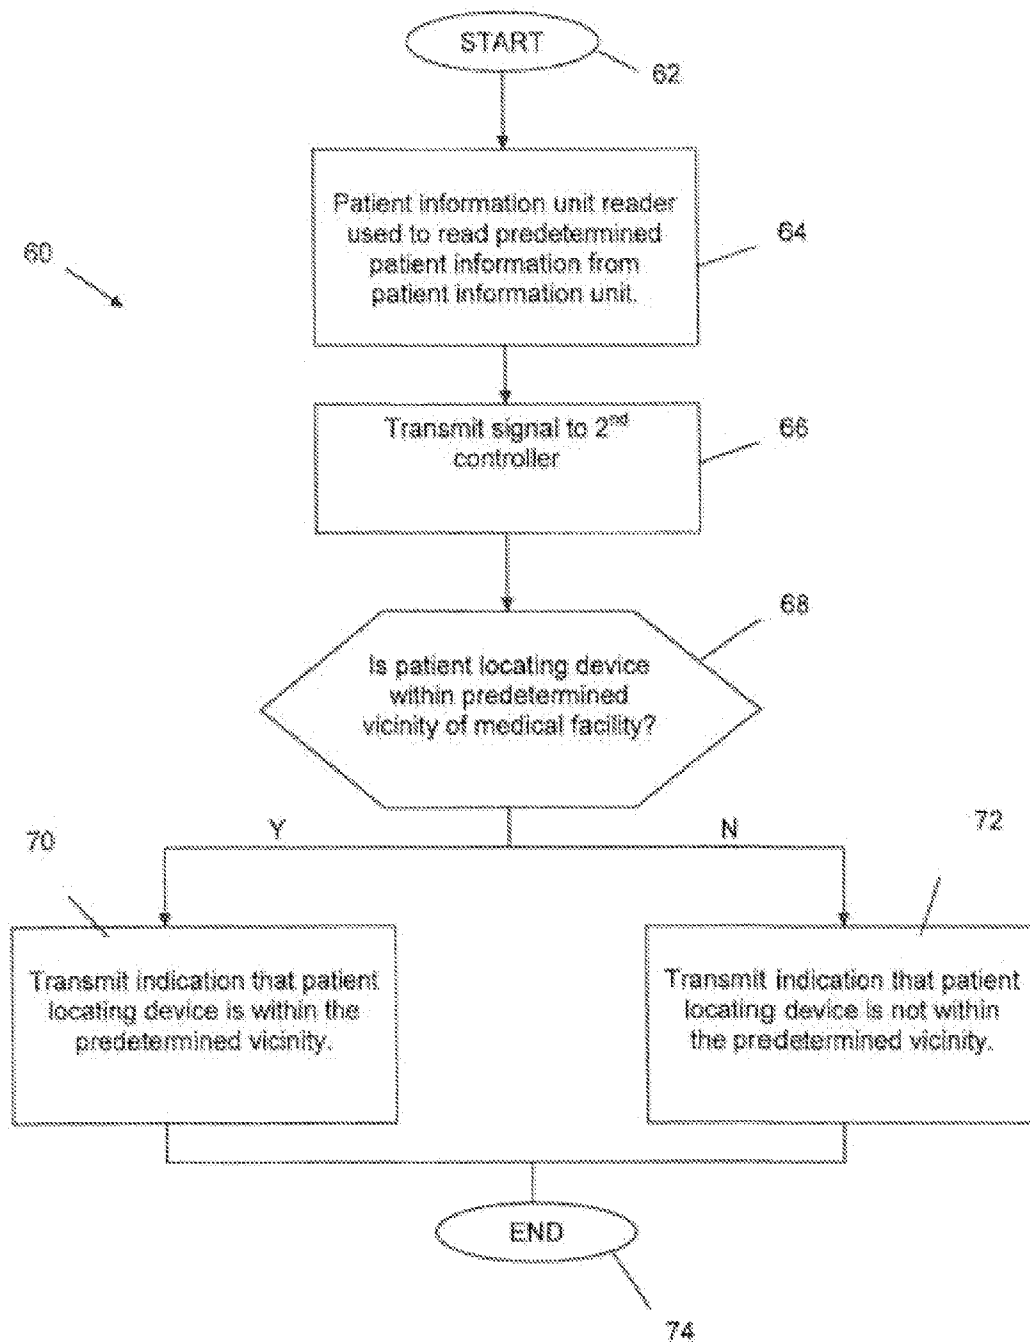 START
62
Patient information unit reader
used to read predetermined
patient information from
patient information unit.
64
60
Transmit signal to 2nd
controller
66
68
Is patient locating device
within predetermined
vicinity of medical facility?
Y
N
70
72
Transmit indication that patient
locating device is within the
predetermined vicinity.
Transmit indication that patient
locating device is not within
the predetermined vicinity.
END
74